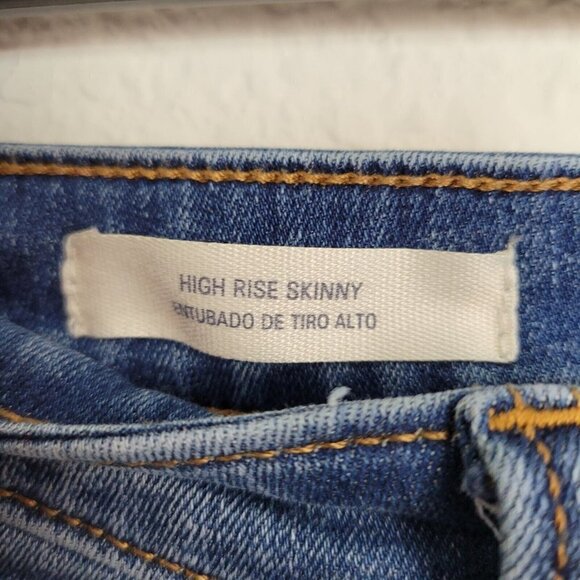 HIGH RISE SKINNY
ENTUBADO DE TIRO ALTO